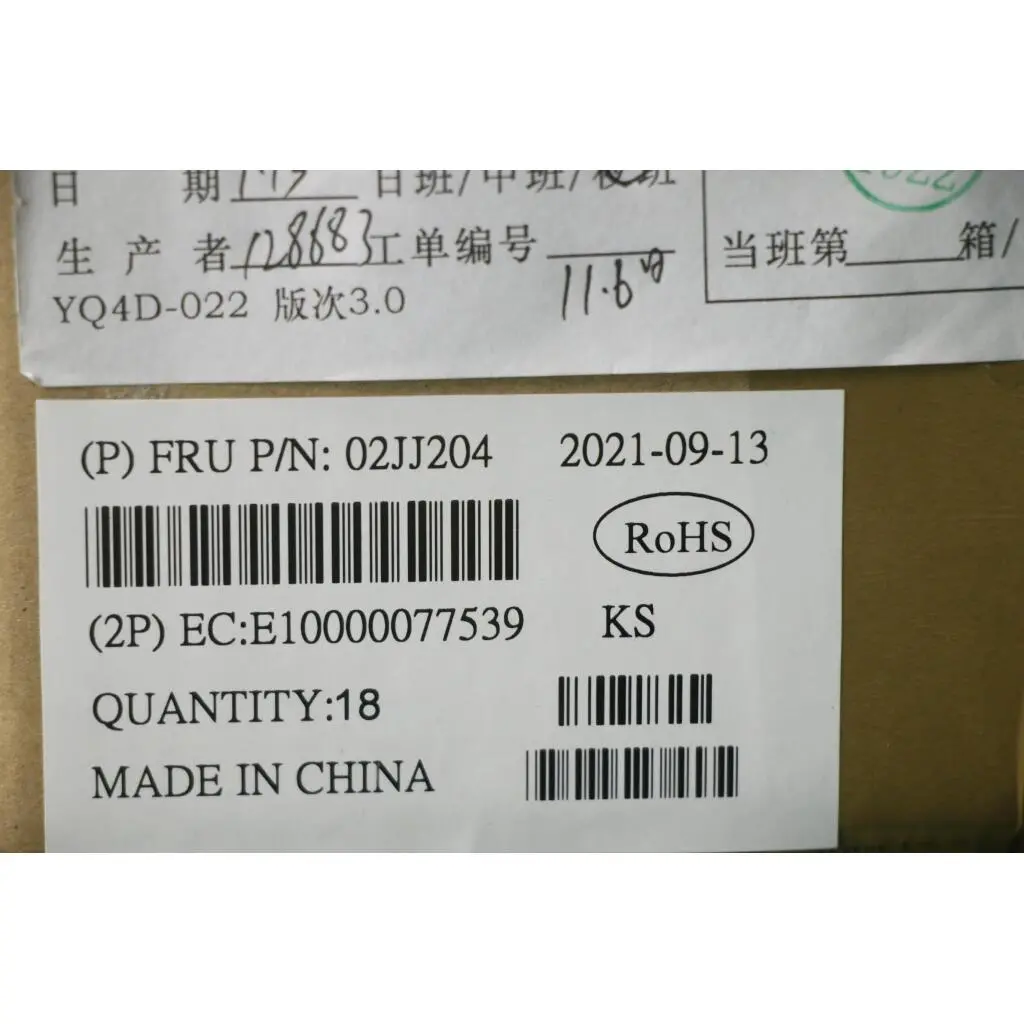 日 期 日班/中班/夜班
生 产 者 128683 工单编号
11.6
当班第 箱/
YQ4D-022 版次3.0
(P) FRU P/N: 02JJ204 2021-09-13
RoHS
(2P) EC:E10000077539 KS
QUANTITY:18
MADE IN CHINA